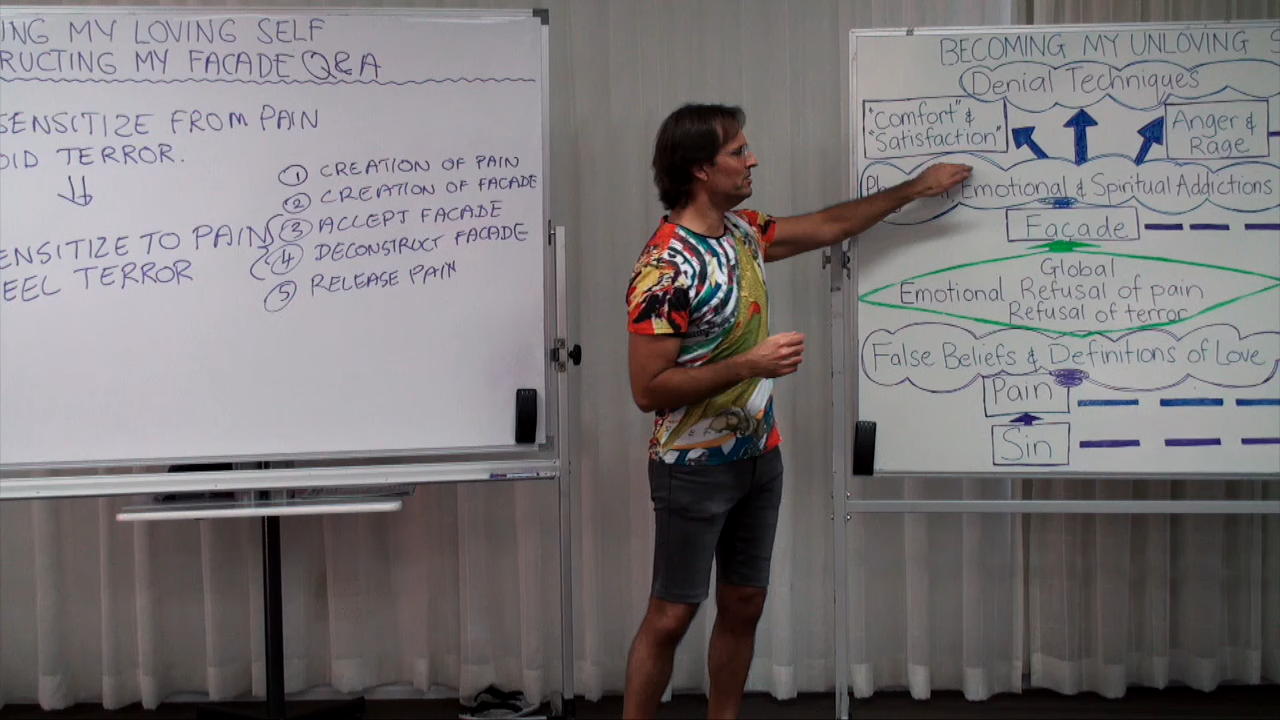 ING MY LOVING SELF
RUCTING MY FACADE Q&A
SENSITIZE FROM PAIN
OID TERROR.
ENSITIZE TO PAIN
EEL TERROR
① CREATION OF PAIN
② CREATION OF FACADE
③ ACCEPT FACADE
④ DECONSTRUCT FACADE
⑤ RELEASE PAIN
BECOMING MY UNLOVING S
Denial Techniques
"Comfort" &
"Satisfaction"
Anger &
Rage
Emotional & Spiritual Addictions
Façade
Global
Emotional Refusal of pain
Refusal of terror
False Beliefs & Definitions of Love
Pain
Sin